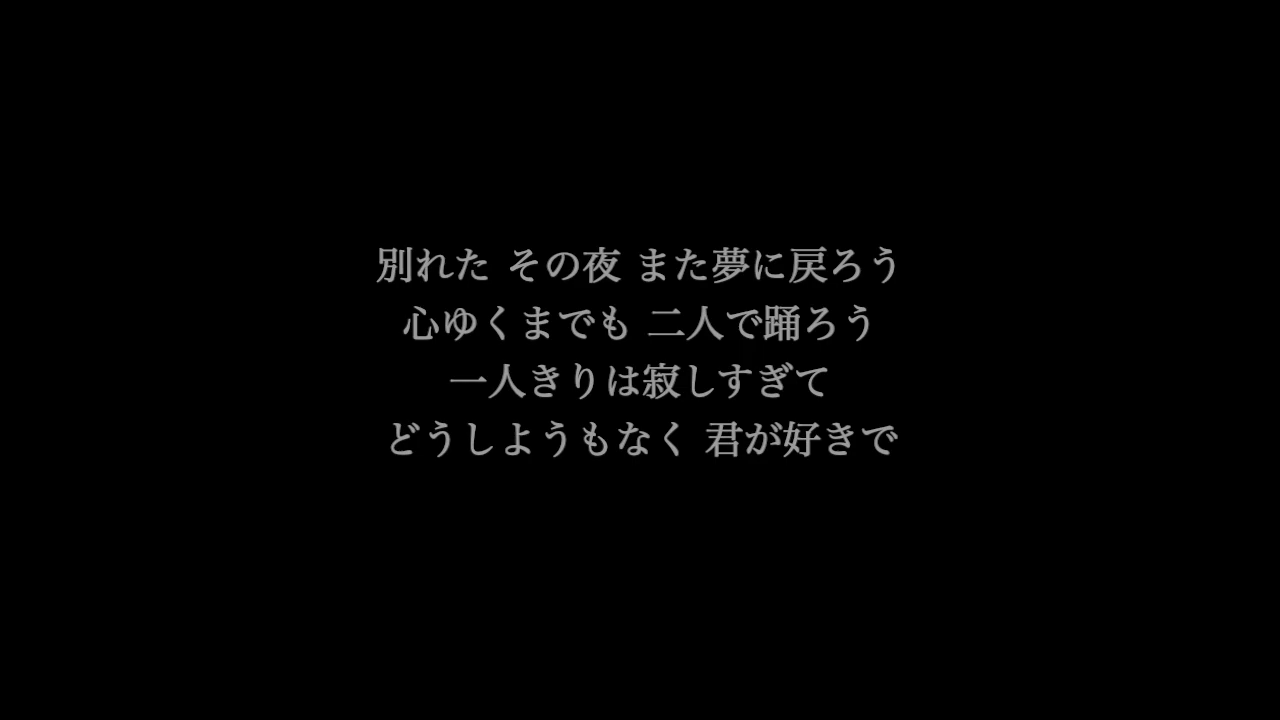 別れた その夜 また夢に戻ろう
心ゆくまでも 二人で踊ろう
一人きりは寂しすぎて
どうしようもなく 君が好きで